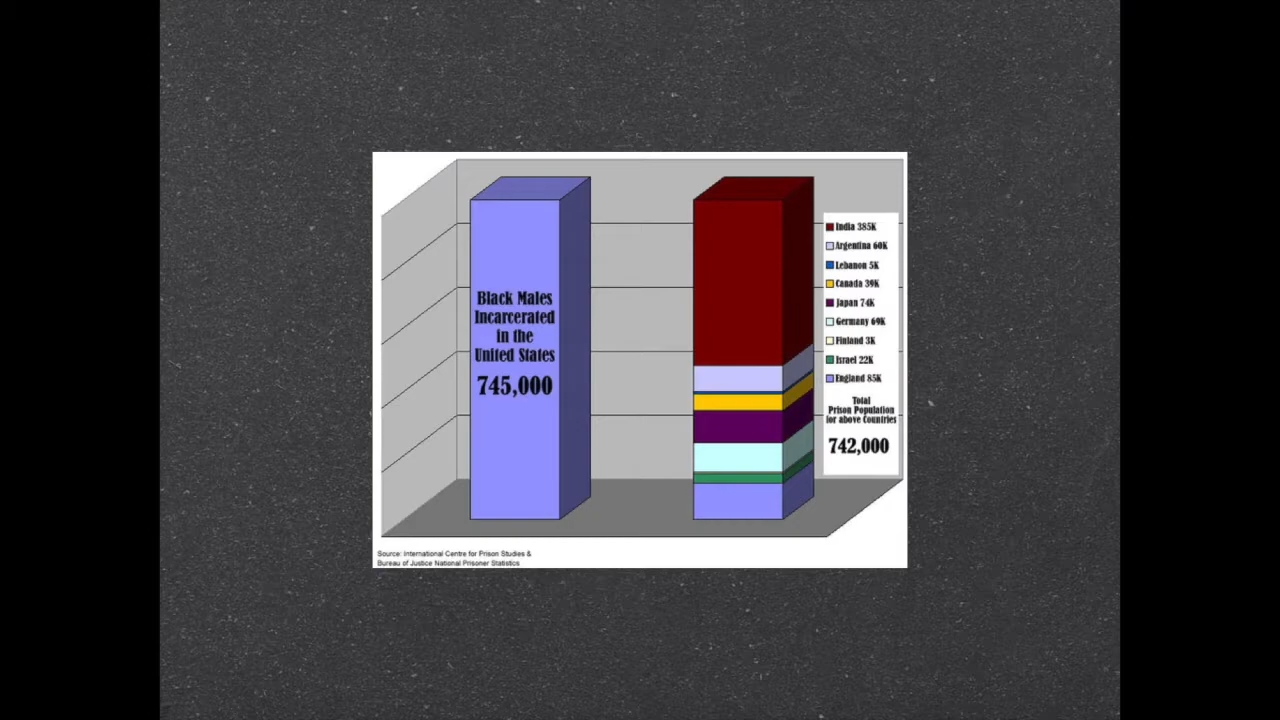 Black Males
Incarcerated
in the
United States
745,000
India 385K
Argentina 60K
Lebanon 5K
Canada 39K
Japan 74K
Germany 69K
Finland 3K
Israel 22K
England 85K
Total
Prison Population
for above Countries
742,000
Source: International Centre for Prison Studies &
Bureau of Justice National Prisoner Statistics